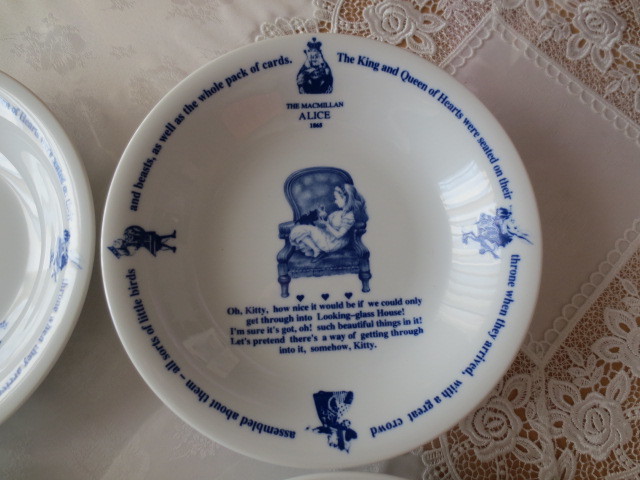 The King and Queen of Hearts were seated on their
throne when they arrived, with a great crowd
assembled about them – all sorts of little birds
and beasts, as well as the whole pack of cards.
THE MACMILLAN
ALICE
1865
Oh, Kitty, how nice it would be if we could only
get through into Looking-glass House!
I'm sure it's got, oh! such beautiful things in it!
Let's pretend there's a way of getting through
into it, somehow, Kitty.